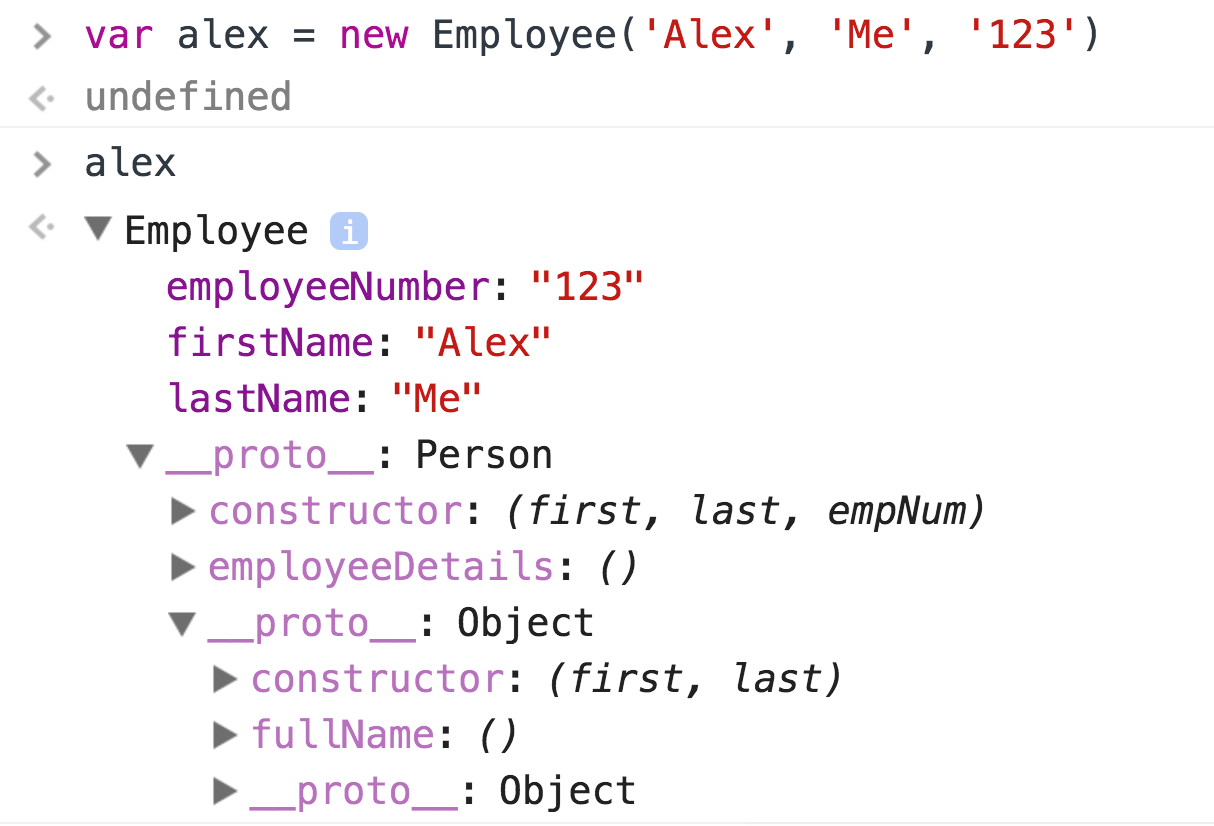 var alex = new Employee('Alex', 'Me', '123')
undefined
alex
Employee i
employeeNumber: "123"
firstName: "Alex"
lastName: "Me"
__proto__: Person
constructor: (first, last, empNum)
employeeDetails: ()
__proto__: Object
constructor: (first, last)
fullName: ()
__proto__: Object